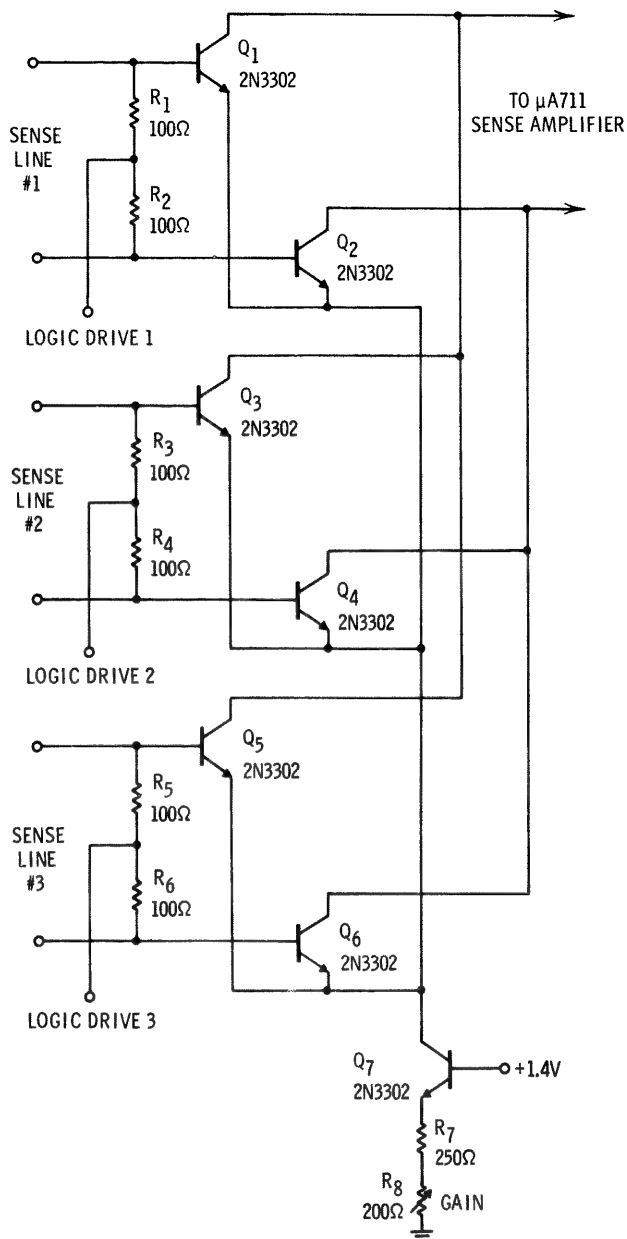 Q1
2N3302
R1
100Ω
TO µA711
SENSE AMPLIFIER
SENSE
LINE
#1
R2
100Ω
Q2
2N3302
LOGIC DRIVE 1
Q3
2N3302
R3
100Ω
SENSE
LINE
#2
R4
100Ω
Q4
2N3302
LOGIC DRIVE 2
Q5
2N3302
R5
100Ω
SENSE
LINE
#3
R6
100Ω
Q6
2N3302
LOGIC DRIVE 3
Q7
2N3302
+1.4V
R7
250Ω
R8
200Ω
GAIN